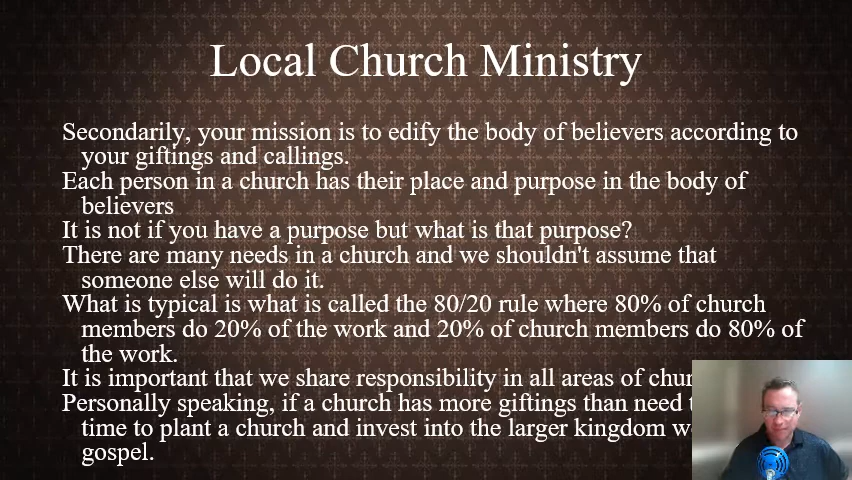 Local Church Ministry
Secondarily, your mission is to edify the body of believers according to
your giftings and callings.
Each person in a church has their place and purpose in the body of
believers
It is not if you have a purpose but what is that purpose?
There are many needs in a church and we shouldn't assume that
someone else will do it.
What is typical is what is called the 80/20 rule where 80% of church
members do 20% of the work and 20% of church members do 80% of
the work.
It is important that we share responsibility in all areas of
Personally speaking, if a church has more giftings than need
time to plant a church and invest into the larger kingdom
gospel.